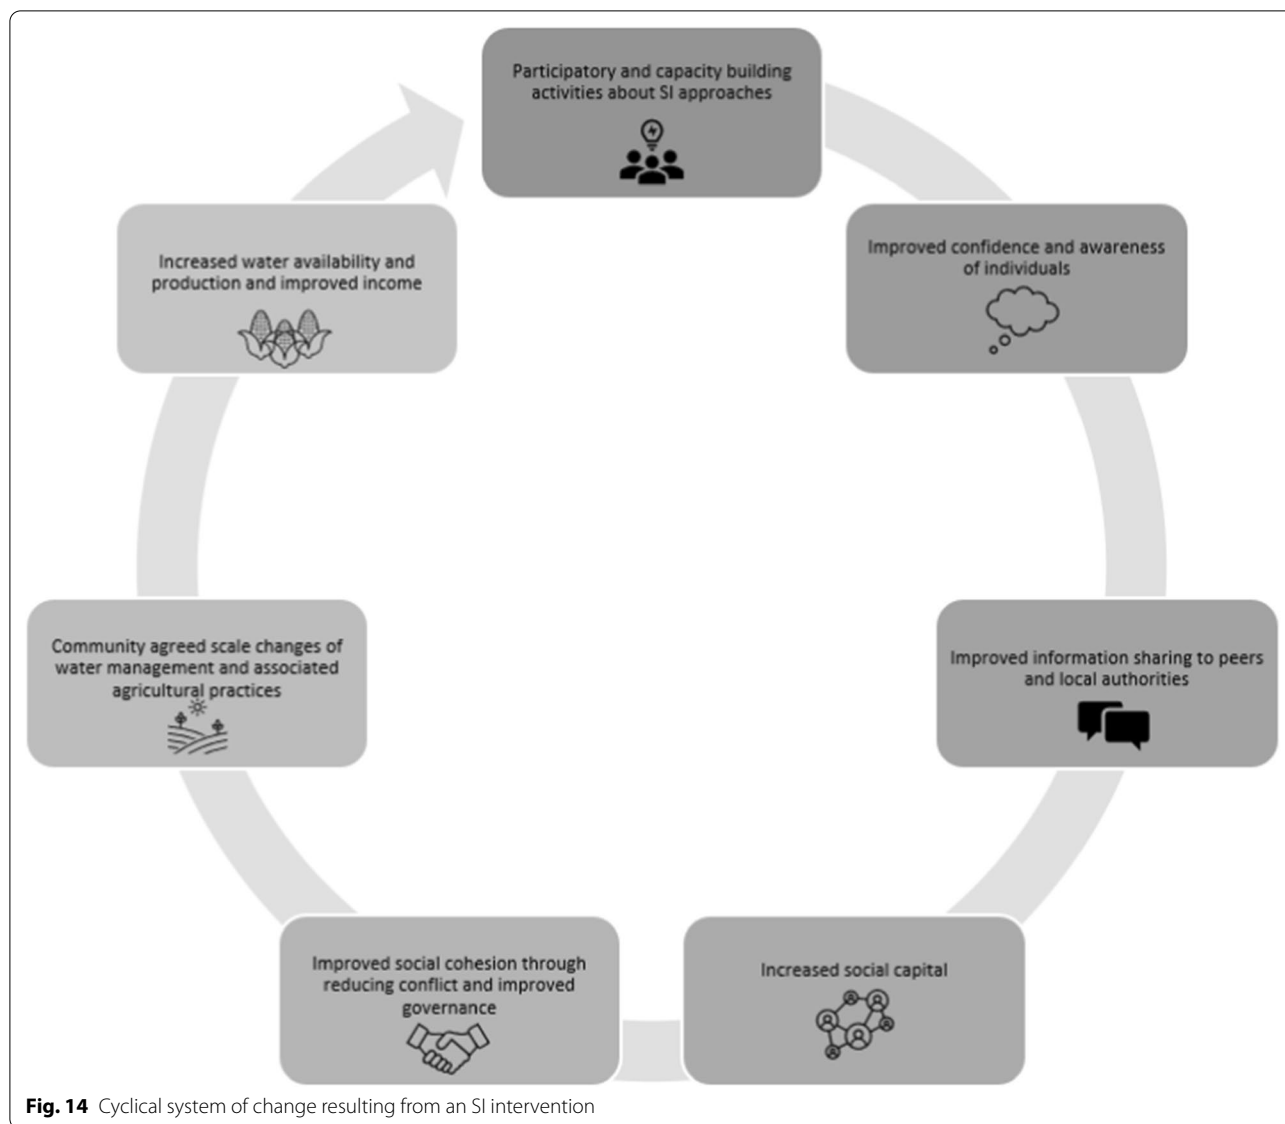 Participatory and capacity building
activities about SI approaches
Improved confidence and awareness
of individuals
Improved information sharing to peers
and local authorities
Increased social capital
Improved social cohesion through
reducing conflict and improved
governance
Community agreed scale changes of
water management and associated
agricultural practices
Increased water availability and
production and improved income
Fig. 14 Cyclical system of change resulting from an SI intervention